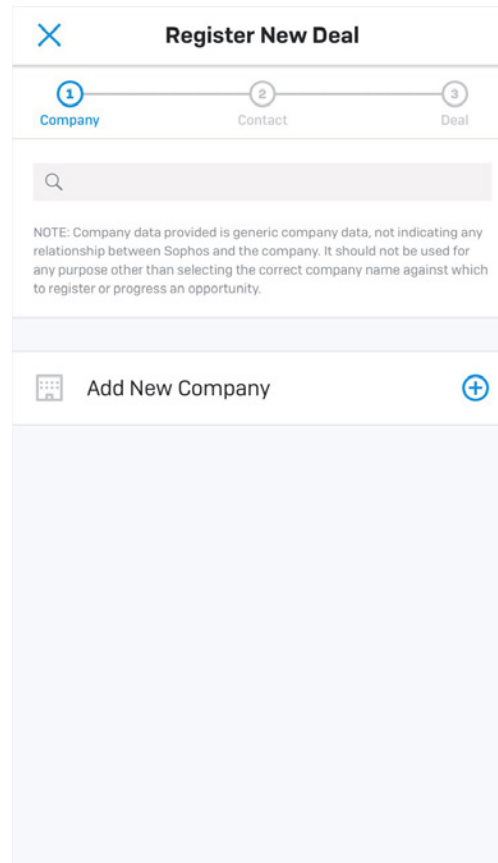 Register New Deal
1 2 3
Company Contact Deal
NOTE: Company data provided is generic company data, not indicating any
relationship between Sophos and the company. It should not be used for
any purpose other than selecting the correct company name against which
to register or progress an opportunity.
Add New Company